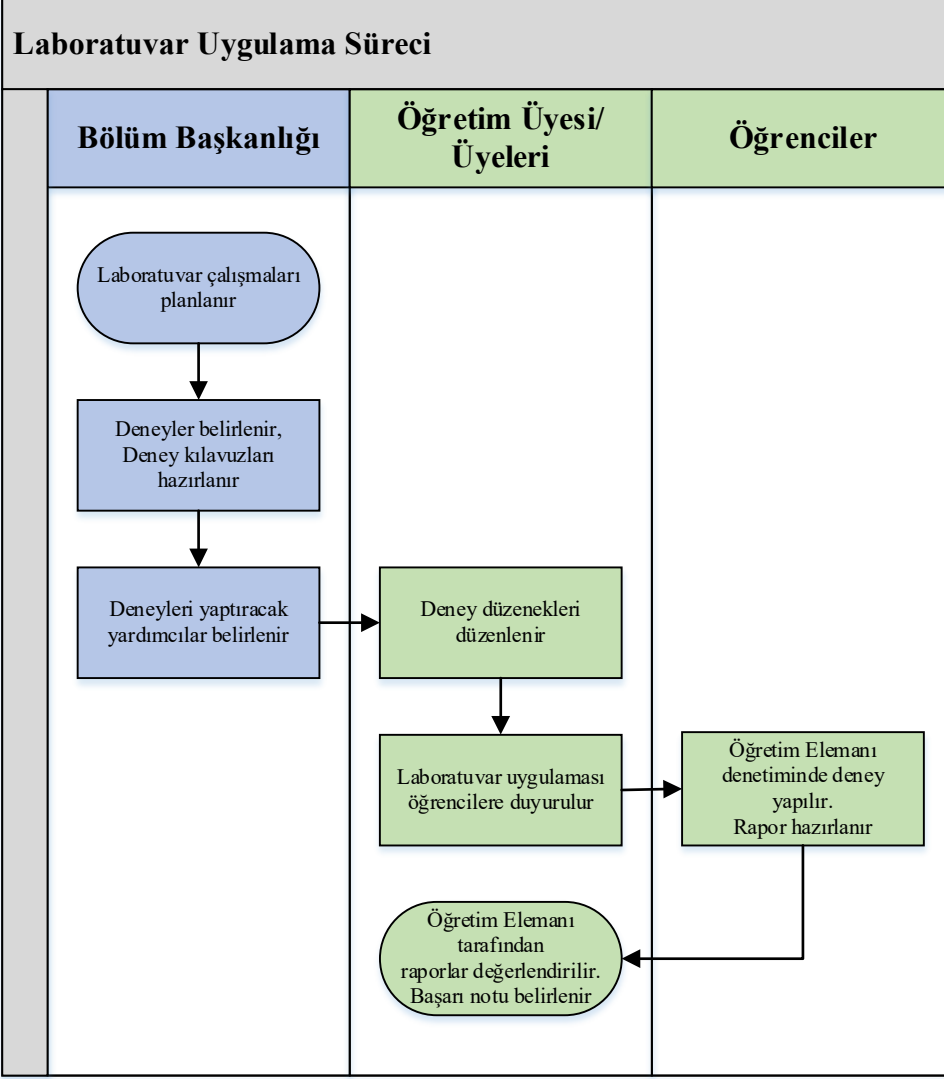 Laboratuvar Uygulama Süreci
Bölüm Başkanlığı
Öğretim Üyesi/
Üyeleri
Öğrenciler
Laboratuvar çalışmaları
planlanır
Deneyler belirlenir,
Deney kılavuzları
hazırlanır
Deneyleri yaptıracak
yardımcılar belirlenir
Deney düzenekleri
düzenlenir
Laboratuvar uygulaması
öğrencilere duyurulur
Öğretim Elemanı
denetiminde deney
yapılır.
Rapor hazırlanır
Öğretim Elemanı
tarafından
raporlar değerlendirilir.
Başarı notu belirlenir